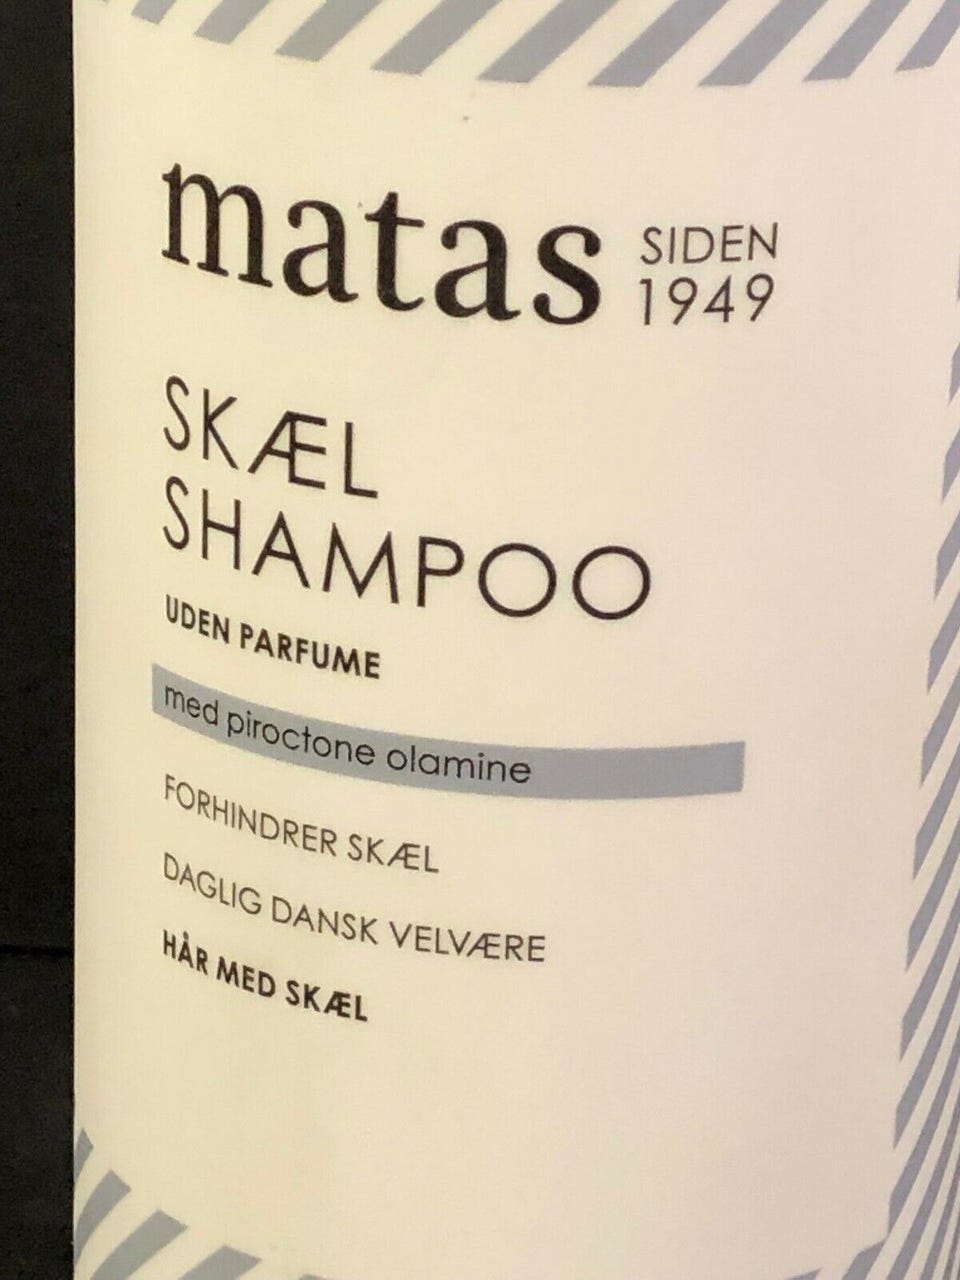 matas
SIDEN
1949
SKÆL
SHAMPOO
UDEN PARFUME
med piroctone olamine
FORHINDRER SKÆL
DAGLIG DANSK VELVÆRE
HÅR MED SKÆL